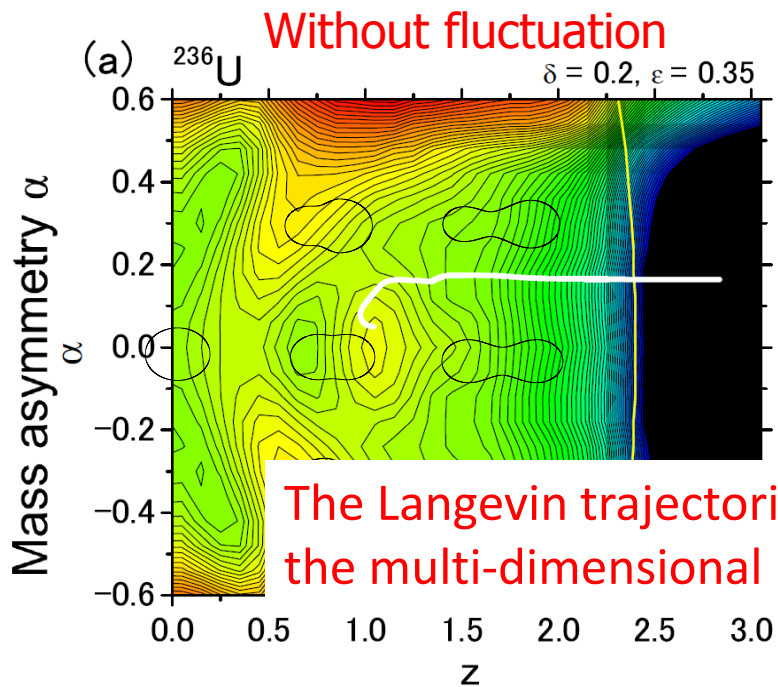 Without fluctuation
(a) ²³⁶U
δ = 0.2, ε = 0.35
Mass asymmetry α
α
0.6
0.4
0.2
0.0
−0.2
−0.4
−0.6
The Langevin trajectori
the multi-dimensional
0.0 0.5 1.0 1.5 2.0 2.5 3.0
z